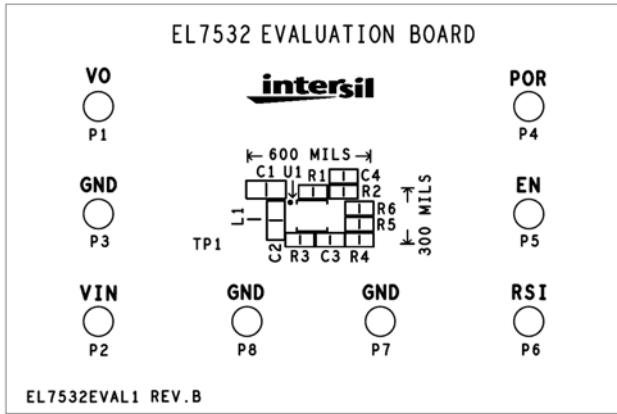 EL7532 EVALUATION BOARD
VO
P1
intersil
POR
P4
600 MILS
C1 U1 R1 C4
R2
GND
P3
L1
R6
R5
300 MILS
EN
P5
TP1
C2 R3 C3 R4
VIN
P2
GND
P8
GND
P7
RSI
P6
EL7532EVAL1 REV.B